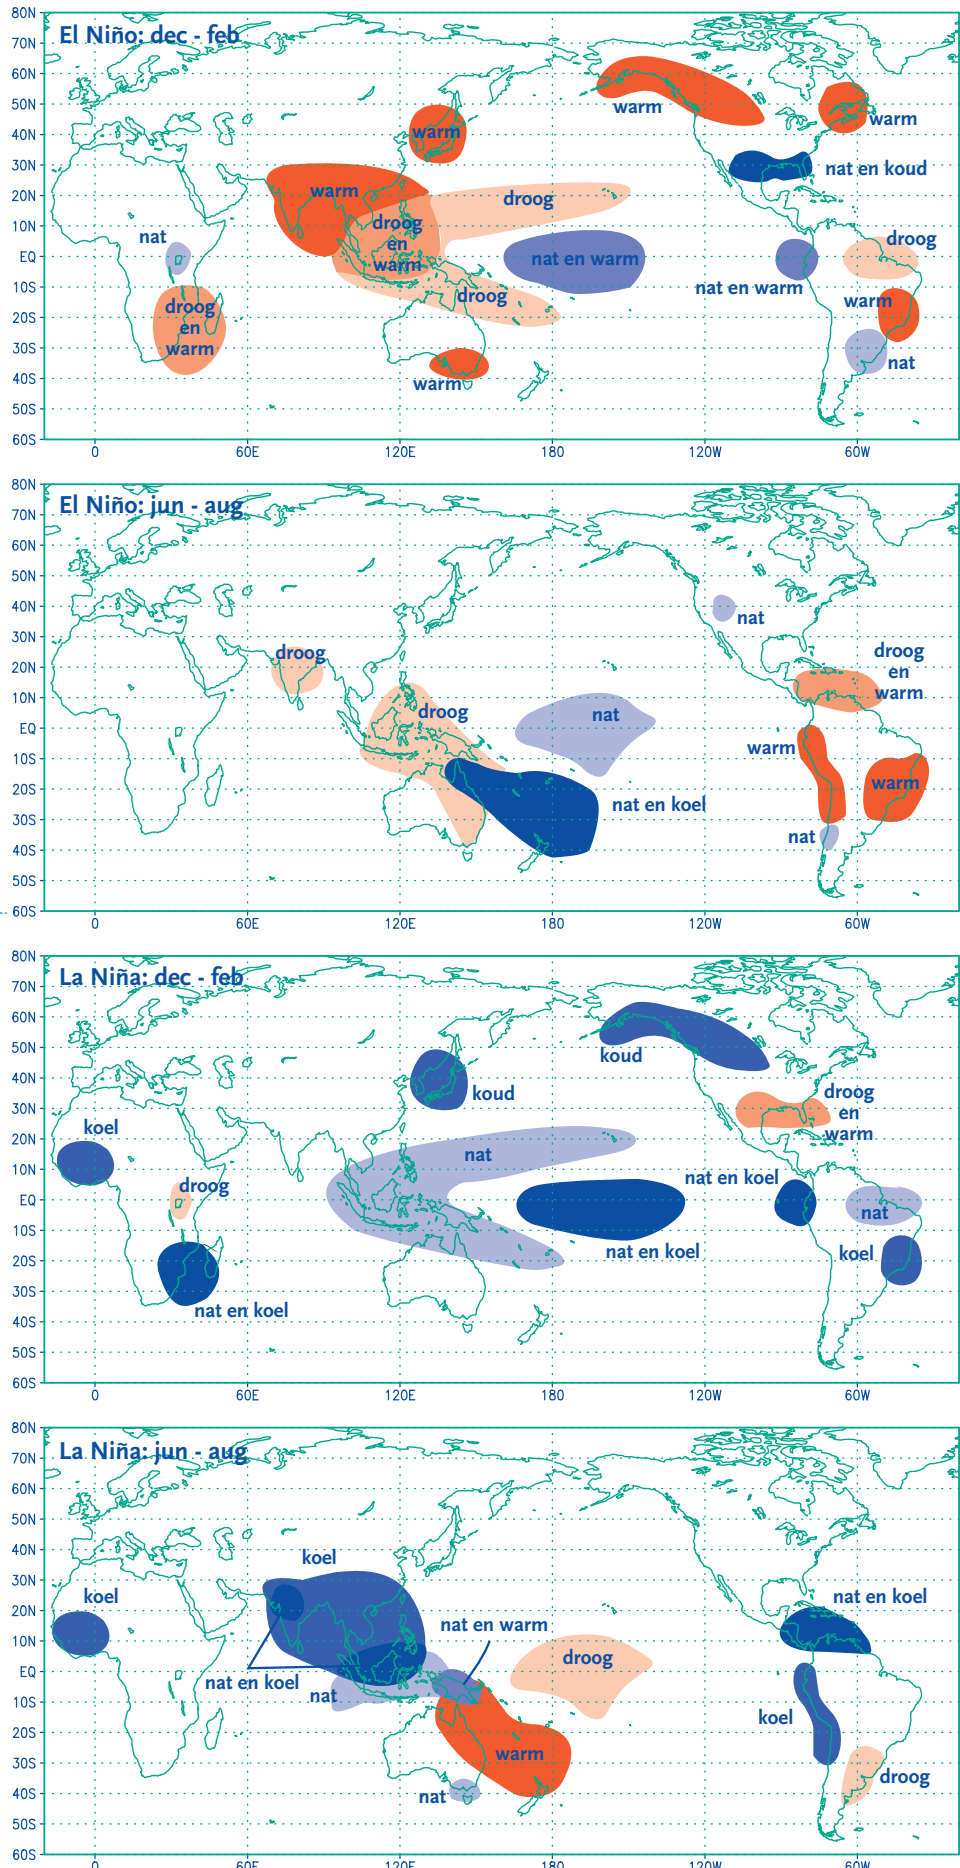 El Niño: dec - feb
80N
70N
60N
50N
40N
30N
20N
10N
EQ
10S
20S
30S
40S
50S
60S
warm
warm
warm
nat en koud
warm
droog
droog
en
warm
nat
nat en warm
droog
nat en warm
droog
warm
droog
en
warm
nat
warm
0
60E
120E
180
120W
60W
El Niño: jun - aug
80N
70N
60N
50N
40N
30N
20N
10N
EQ
10S
20S
30S
40S
50S
60S
nat
droog
droog
en
warm
droog
nat
warm
warm
nat en koel
nat
0
60E
120E
180
120W
60W
La Niña: dec - feb
80N
70N
60N
50N
40N
30N
20N
10N
EQ
10S
20S
30S
40S
50S
60S
koud
koud
droog
en
warm
koel
nat
nat en koel
droog
nat
nat en koel
koel
nat en koel
0
60E
120E
180
120W
60W
La Niña: jun - aug
80N
70N
60N
50N
40N
30N
20N
10N
EQ
10S
20S
30S
40S
50S
60S
koel
koel
nat en koel
nat en warm
droog
nat en koel
nat
koel
warm
droog
nat
0
60E
120E
180
120W
60W